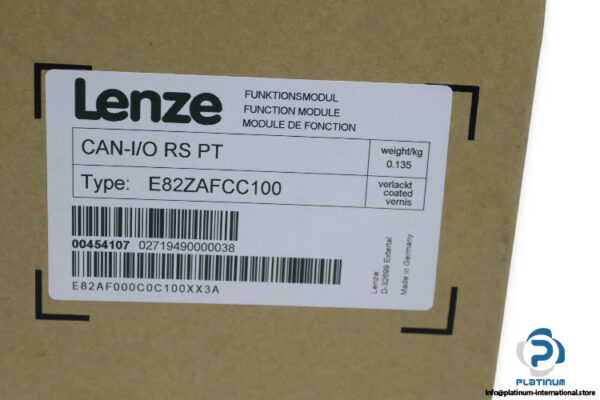 Lenze
FUNKTIONSMODUL
FUNCTION MODULE
MODULE DE FONCTION
CAN-I/O RS PT
weight/kg
0.135
Type: E82ZAFCC100
verlackt
coated
vernis
00454107 02719490000038
E82AF000C0C100XX3A
Lenze
D-32699 Extertal
Made in Germany
PLATINUM
info@platinum-international.store